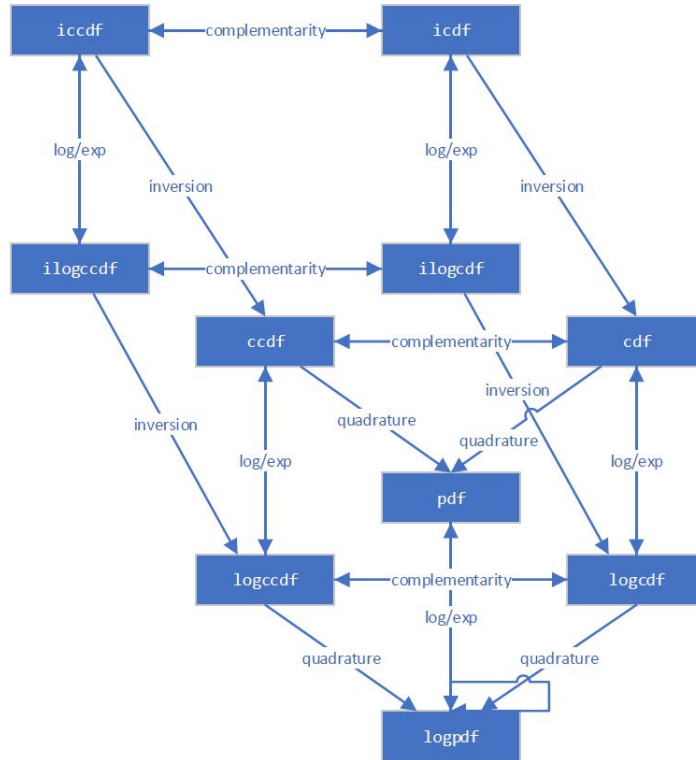 iccdf
complementarity
icdf
log/exp
log/exp
inversion
inversion
ilogccdf
complementarity
ilogcdf
ccdf
complementarity
cdf
inversion
inversion
quadrature
quadrature
log/exp
log/exp
pdf
logccdf
complementarity
logcdf
log/exp
quadrature
quadrature
logpdf